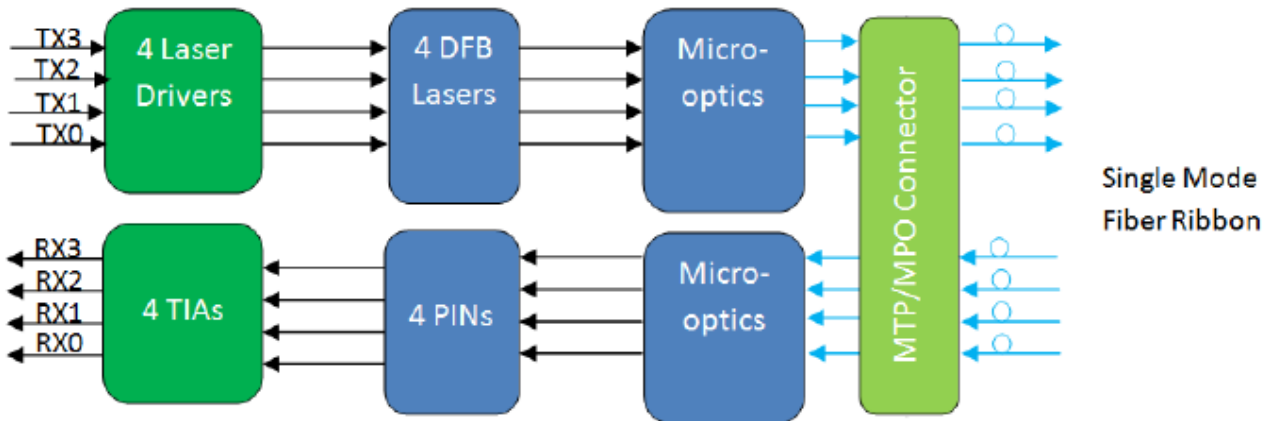 TX3
TX2
TX1
TX0
4 Laser
Drivers
4 DFB
Lasers
Micro-
optics
MTP/MPO Connector
Single Mode
Fiber Ribbon
RX3
RX2
RX1
RX0
4 TIAs
4 PINs
Micro-
optics